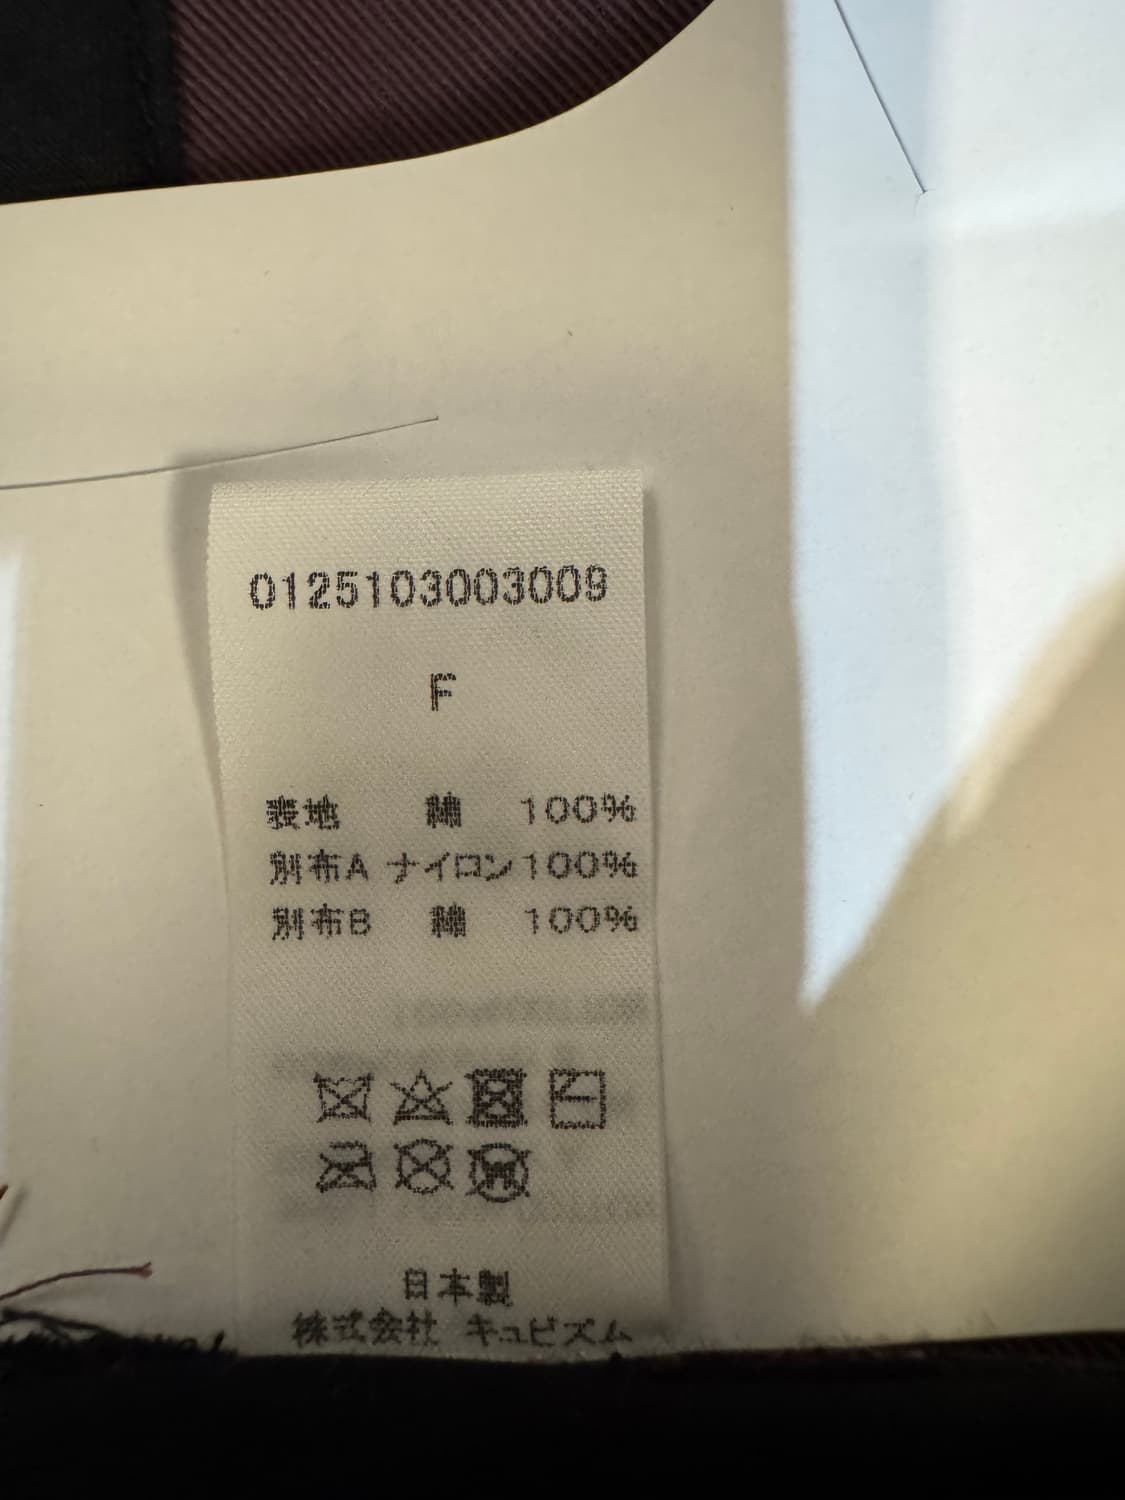 0125103003009
F
表地 綿 100%
別布A ナイロン100%
別布B 綿 100%
日本製
株式会社 キュビズム